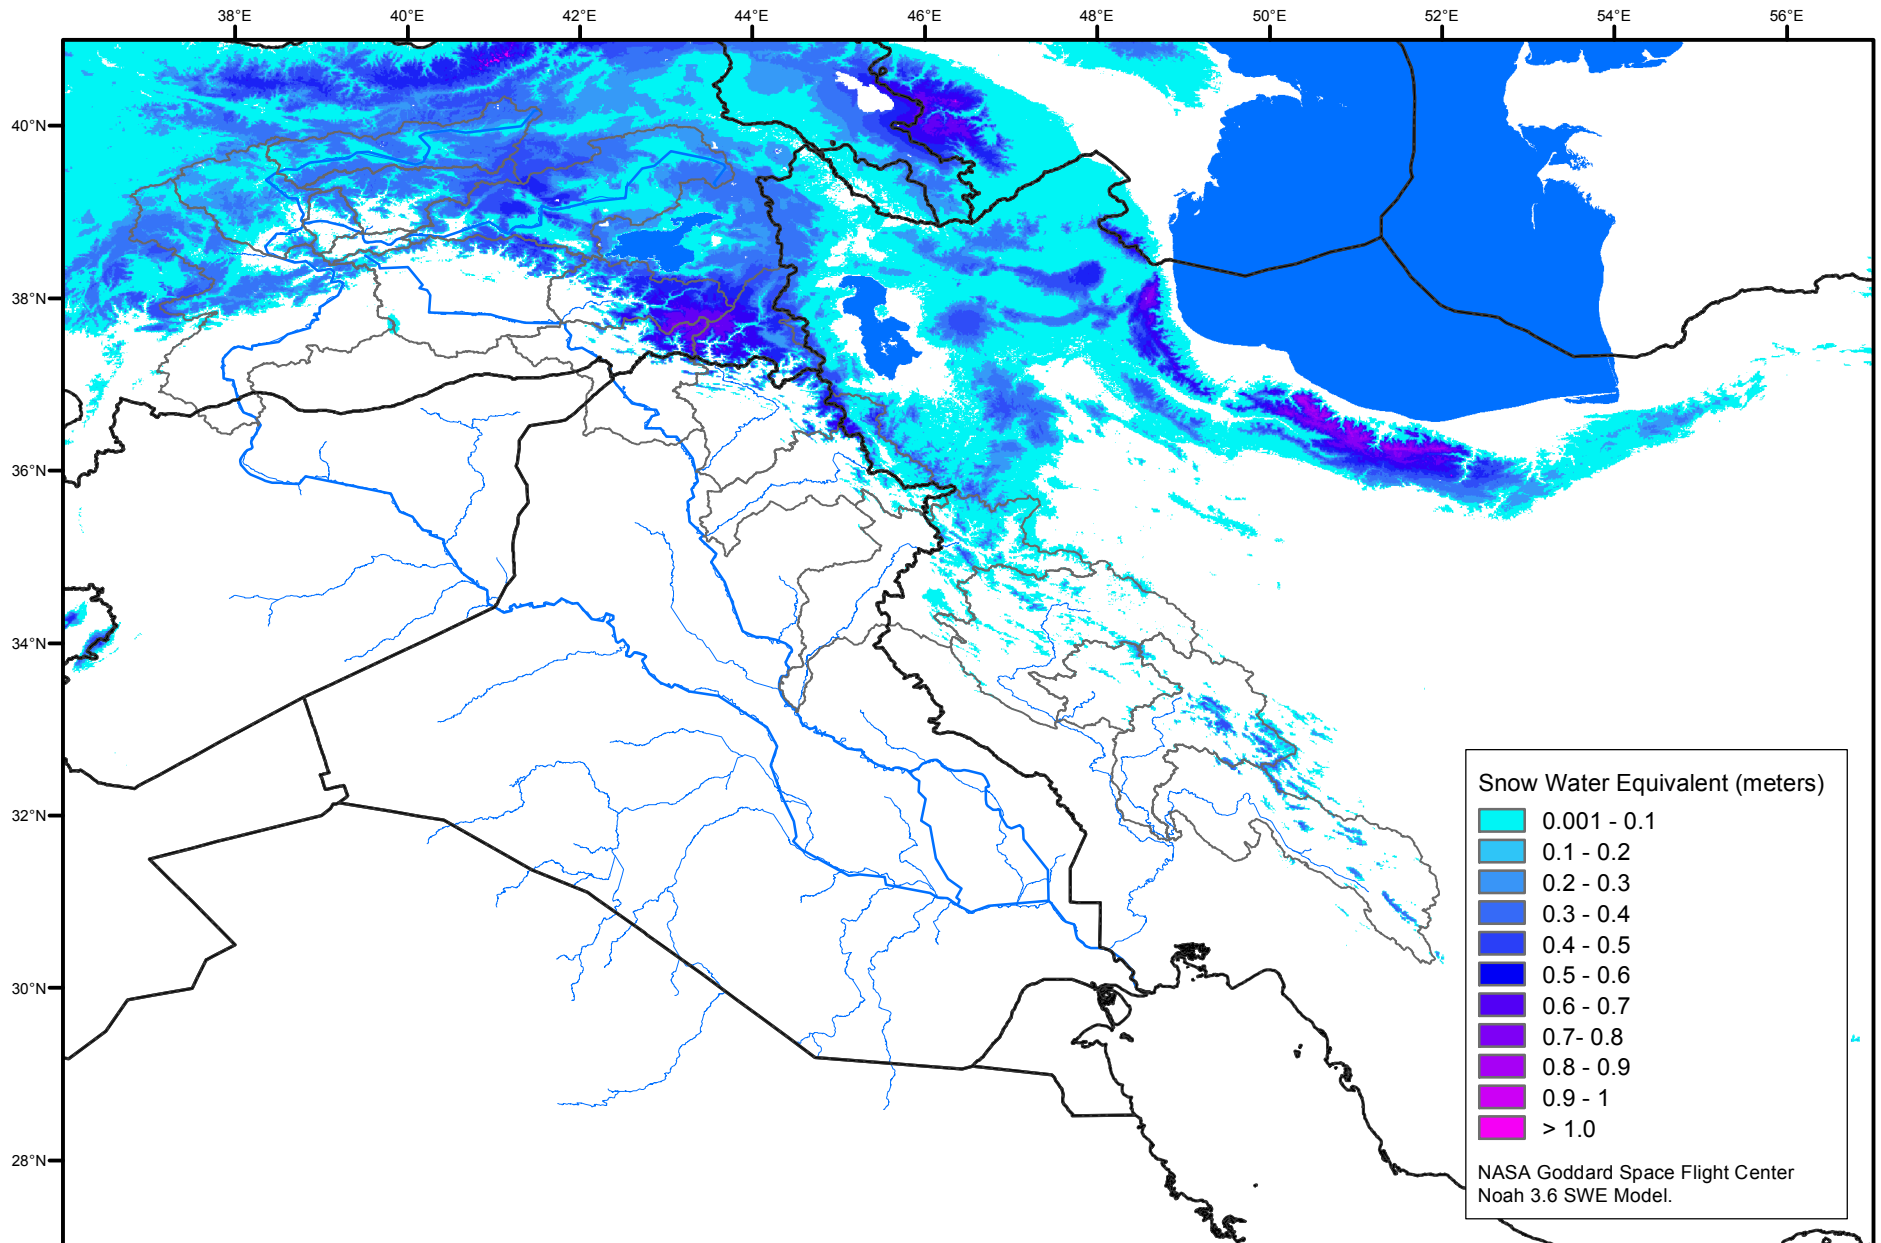 38°E 40°E 42°E 44°E 46°E 48°E 50°E 52°E 54°E 56°E
40°N
38°N
36°N
34°N
32°N
30°N
28°N
Snow Water Equivalent (meters)
0.001 - 0.1
0.1 - 0.2
0.2 - 0.3
0.3 - 0.4
0.4 - 0.5
0.5 - 0.6
0.6 - 0.7
0.7- 0.8
0.8 - 0.9
0.9 - 1
> 1.0
NASA Goddard Space Flight Center
Noah 3.6 SWE Model.